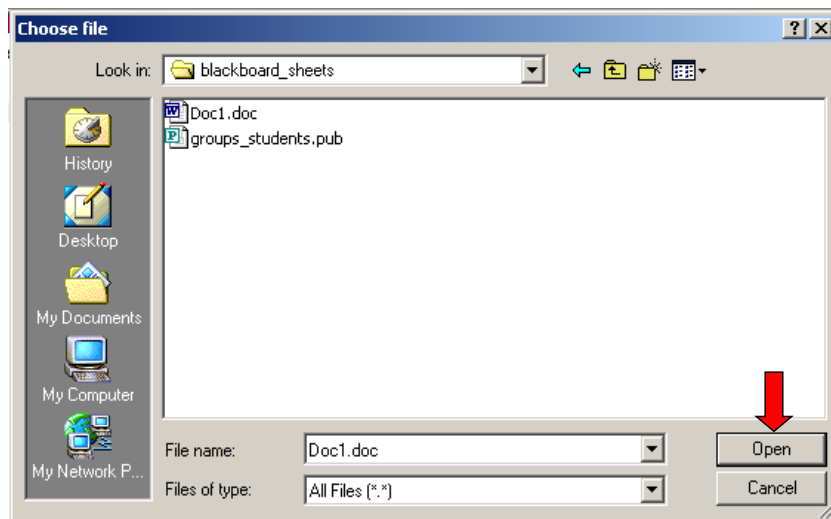 Choose file
Look in: blackboard_sheets
Doc1.doc
groups_students.pub
History
Desktop
My Documents
My Computer
My Network P...
File name: Doc1.doc Open
Files of type: All Files (*.*) Cancel